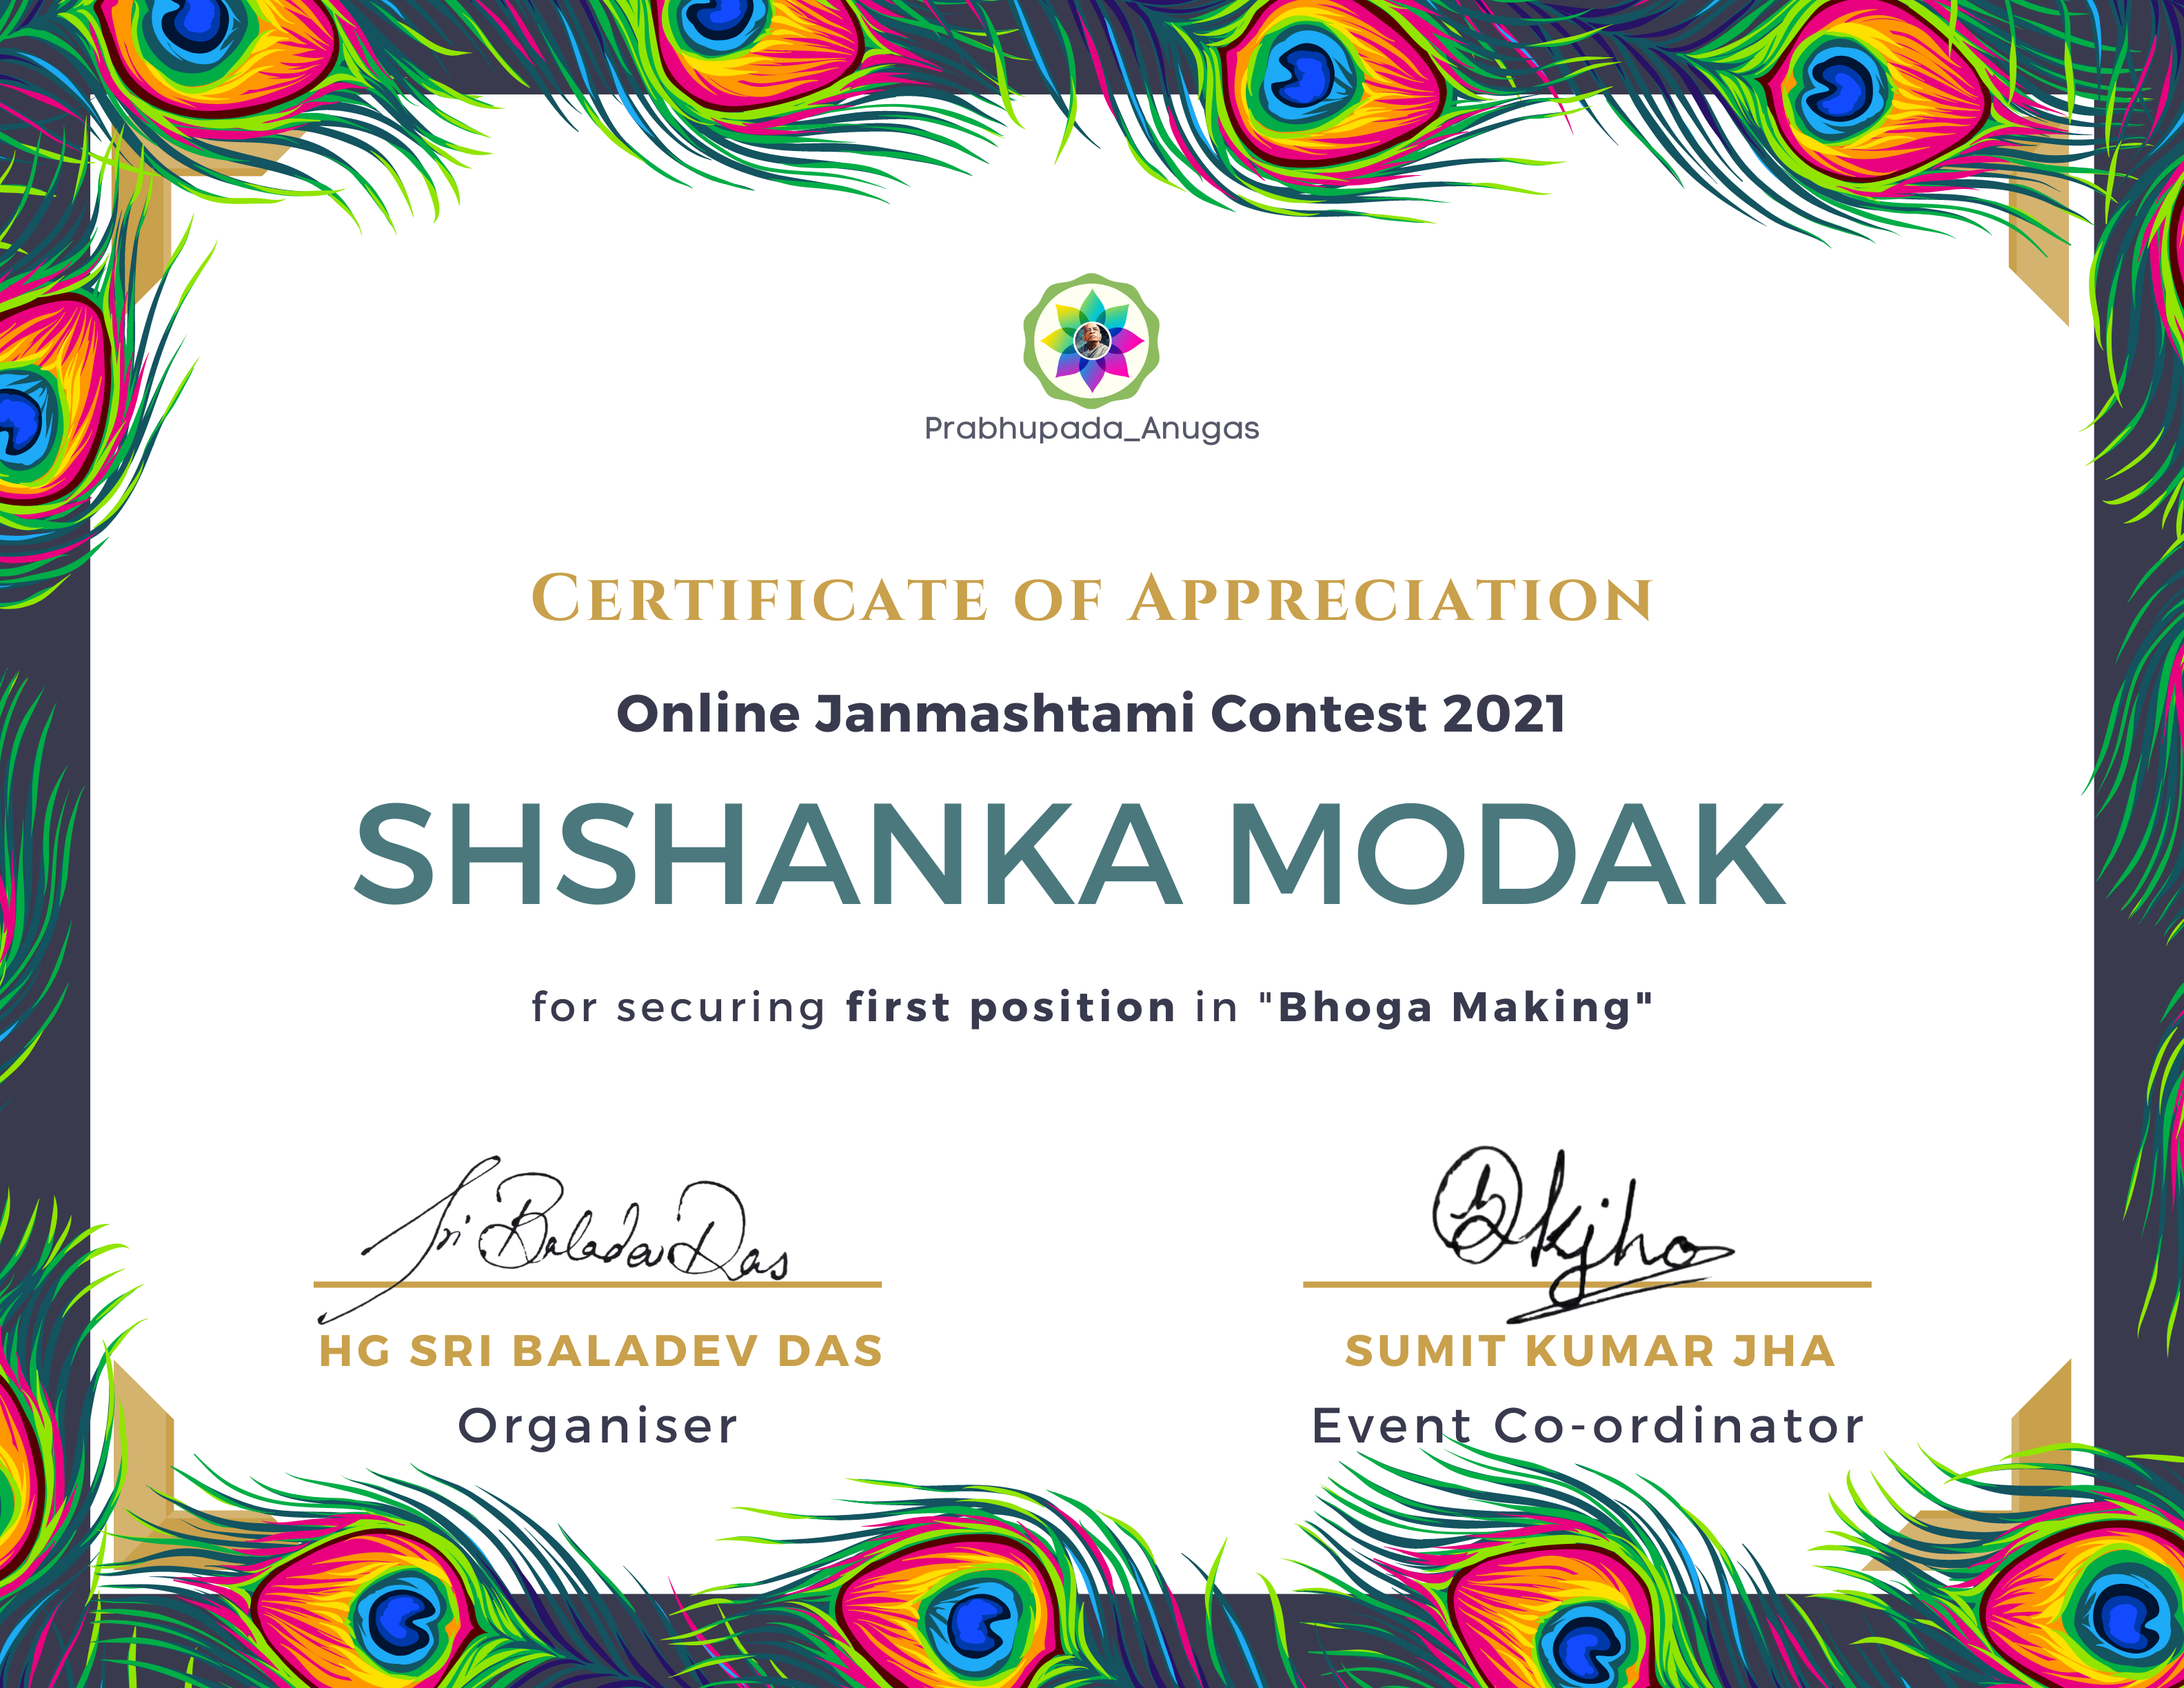 Prabhupada_Anugas
Certificate of Appreciation
Online Janmashtami Contest 2021
SHSHANKA MODAK
for securing first position in "Bhoga Making"
Sri Baladev Das
Skjha
HG SRI BALADEV DAS
SUMIT KUMAR JHA
Organiser
Event Co-ordinator